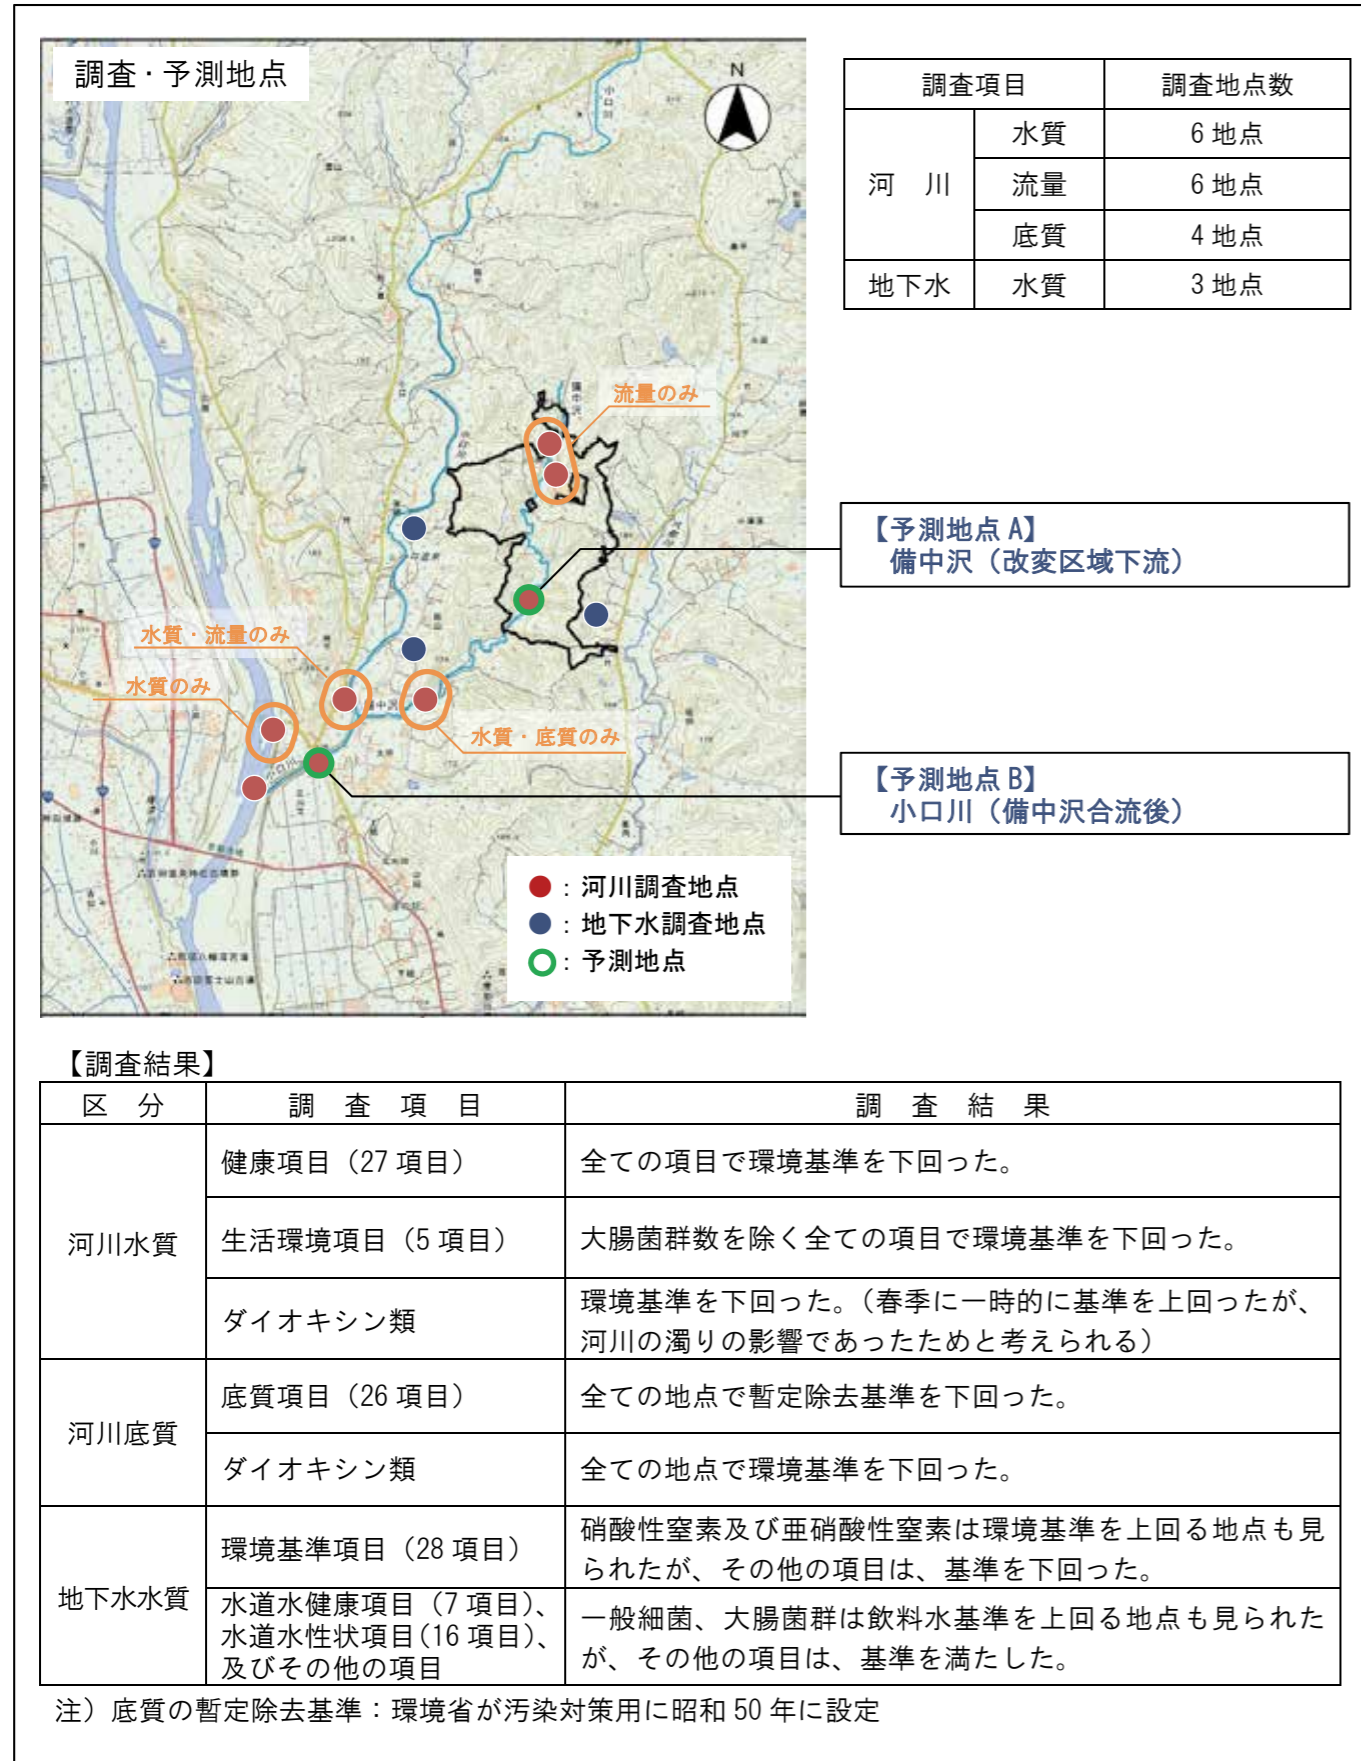 調査・予測地点
N
調査項目 調査地点数
河 川 水質 6 地点
流量 6 地点
底質 4 地点
地下水 水質 3 地点
小口川
備中沢
流量のみ
【予測地点 A】
備中沢（改変区域下流）
水質・流量のみ
水質のみ
備中沢
水質・底質のみ
小口川
【予測地点 B】
小口川（備中沢合流後）
：河川調査地点
：地下水調査地点
：予測地点
【調査結果】
区 分 調 査 項 目 調 査 結 果
河川水質 健康項目（27 項目） 全ての項目で環境基準を下回った。
生活環境項目（5 項目） 大腸菌群数を除く全ての項目で環境基準を下回った。
ダイオキシン類 環境基準を下回った。（春季に一時的に基準を上回ったが、
河川の濁りの影響であったためと考えられる）
河川底質 底質項目（26 項目） 全ての地点で暫定除去基準を下回った。
ダイオキシン類 全ての地点で環境基準を下回った。
地下水水質 環境基準項目（28 項目） 硝酸性窒素及び亜硝酸性窒素は環境基準を上回る地点も見
られたが、その他の項目は、基準を下回った。
水道水健康項目（7 項目）、
水道水性状項目（16 項目）、
及びその他の項目
一般細菌、大腸菌群は飲料水基準を上回る地点も見られた
が、その他の項目は、基準を満たした。
注）底質の暫定除去基準：環境省が汚染対策用に昭和 50 年に設定